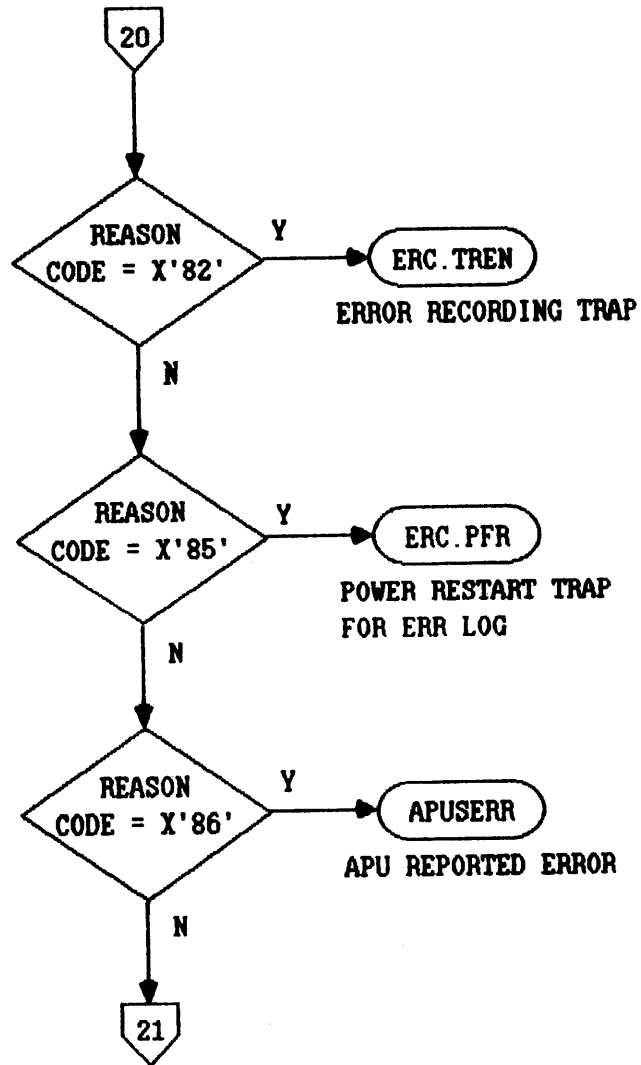 20
REASON
CODE = X'82'
Y
ERC.TREN
ERROR RECORDING TRAP
N
REASON
CODE = X'85'
Y
ERC.PFR
POWER RESTART TRAP
FOR ERR LOG
N
REASON
CODE = X'86'
Y
APUSERR
APU REPORTED ERROR
N
21